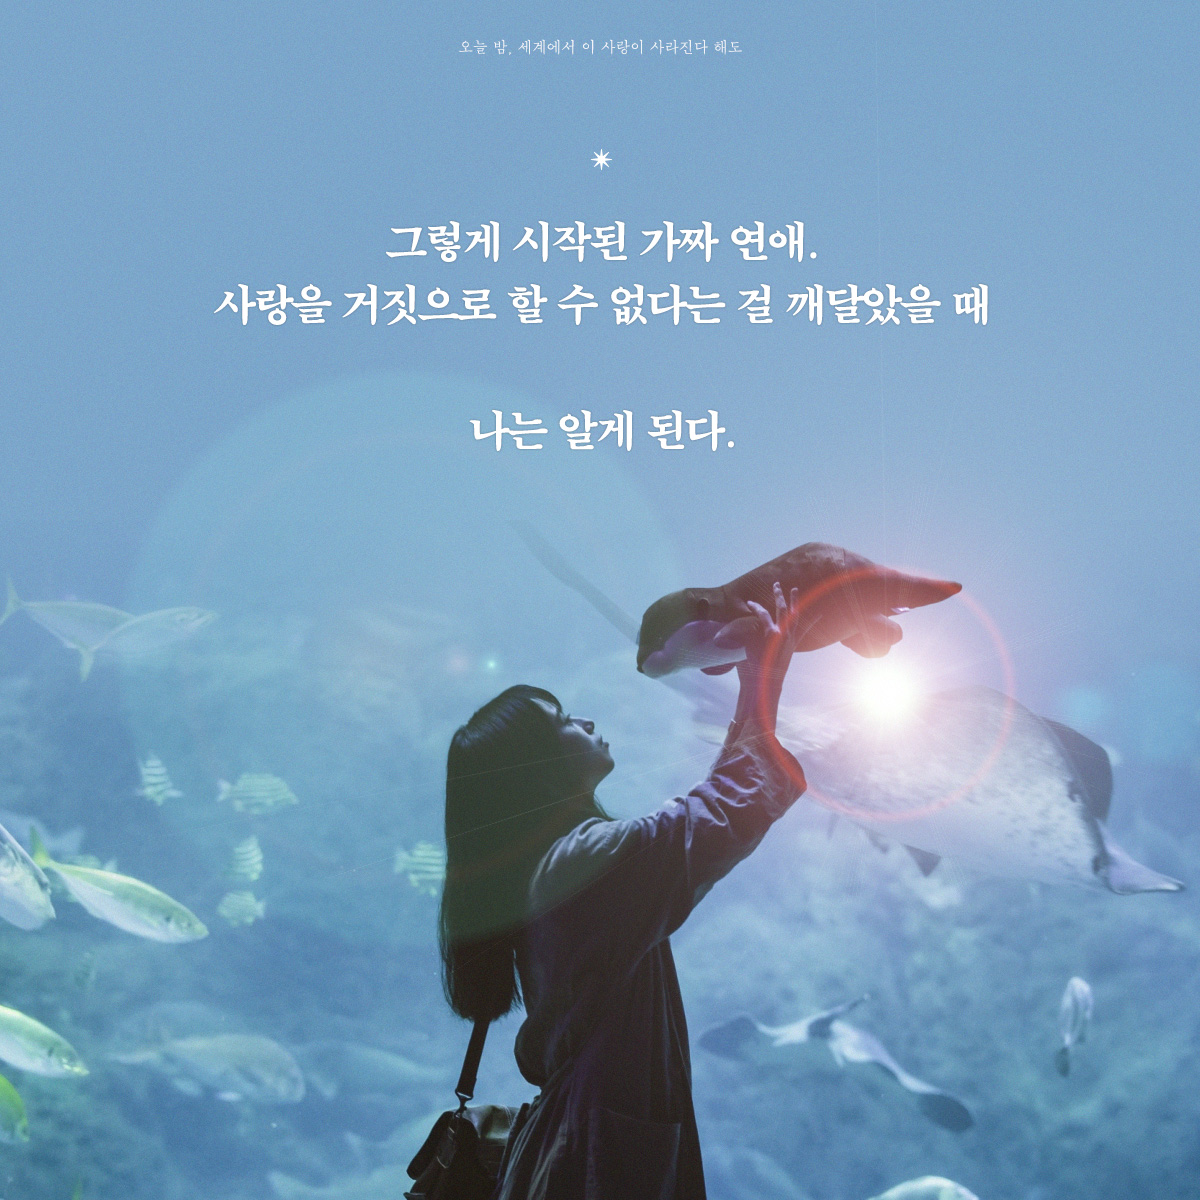 오늘 밤, 세계에서 이 사랑이 사라진다 해도
그렇게 시작된 가짜 연애.
사랑을 거짓으로 할 수 없다는 걸 깨달았을 때
나는 알게 된다.